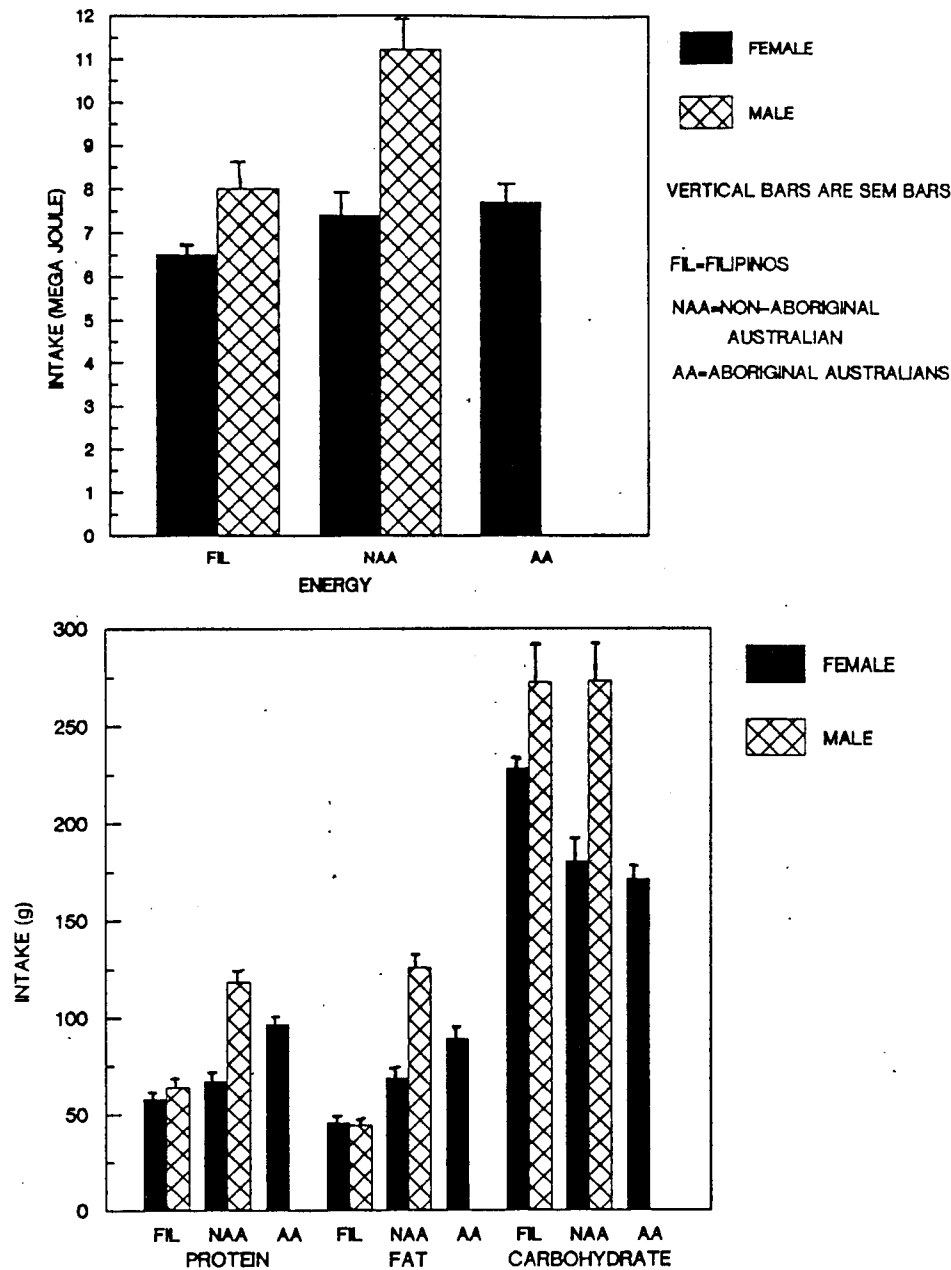 12
11
10
9
8
7
6
5
4
3
2
1
0
INTAKE (MEGA JOULE)
FIL NAA AA
ENERGY
FEMALE
MALE
VERTICAL BARS ARE SEM BARS
FIL=FILIPINOS
NAA=NON-ABORIGINAL
AUSTRALIAN
AA=ABORIGINAL AUSTRALIANS
300
250
200
150
100
50
0
INTAKE (g)
FIL NAA AA FIL NAA AA FIL NAA AA
PROTEIN FAT CARBOHYDRATE
FEMALE
MALE